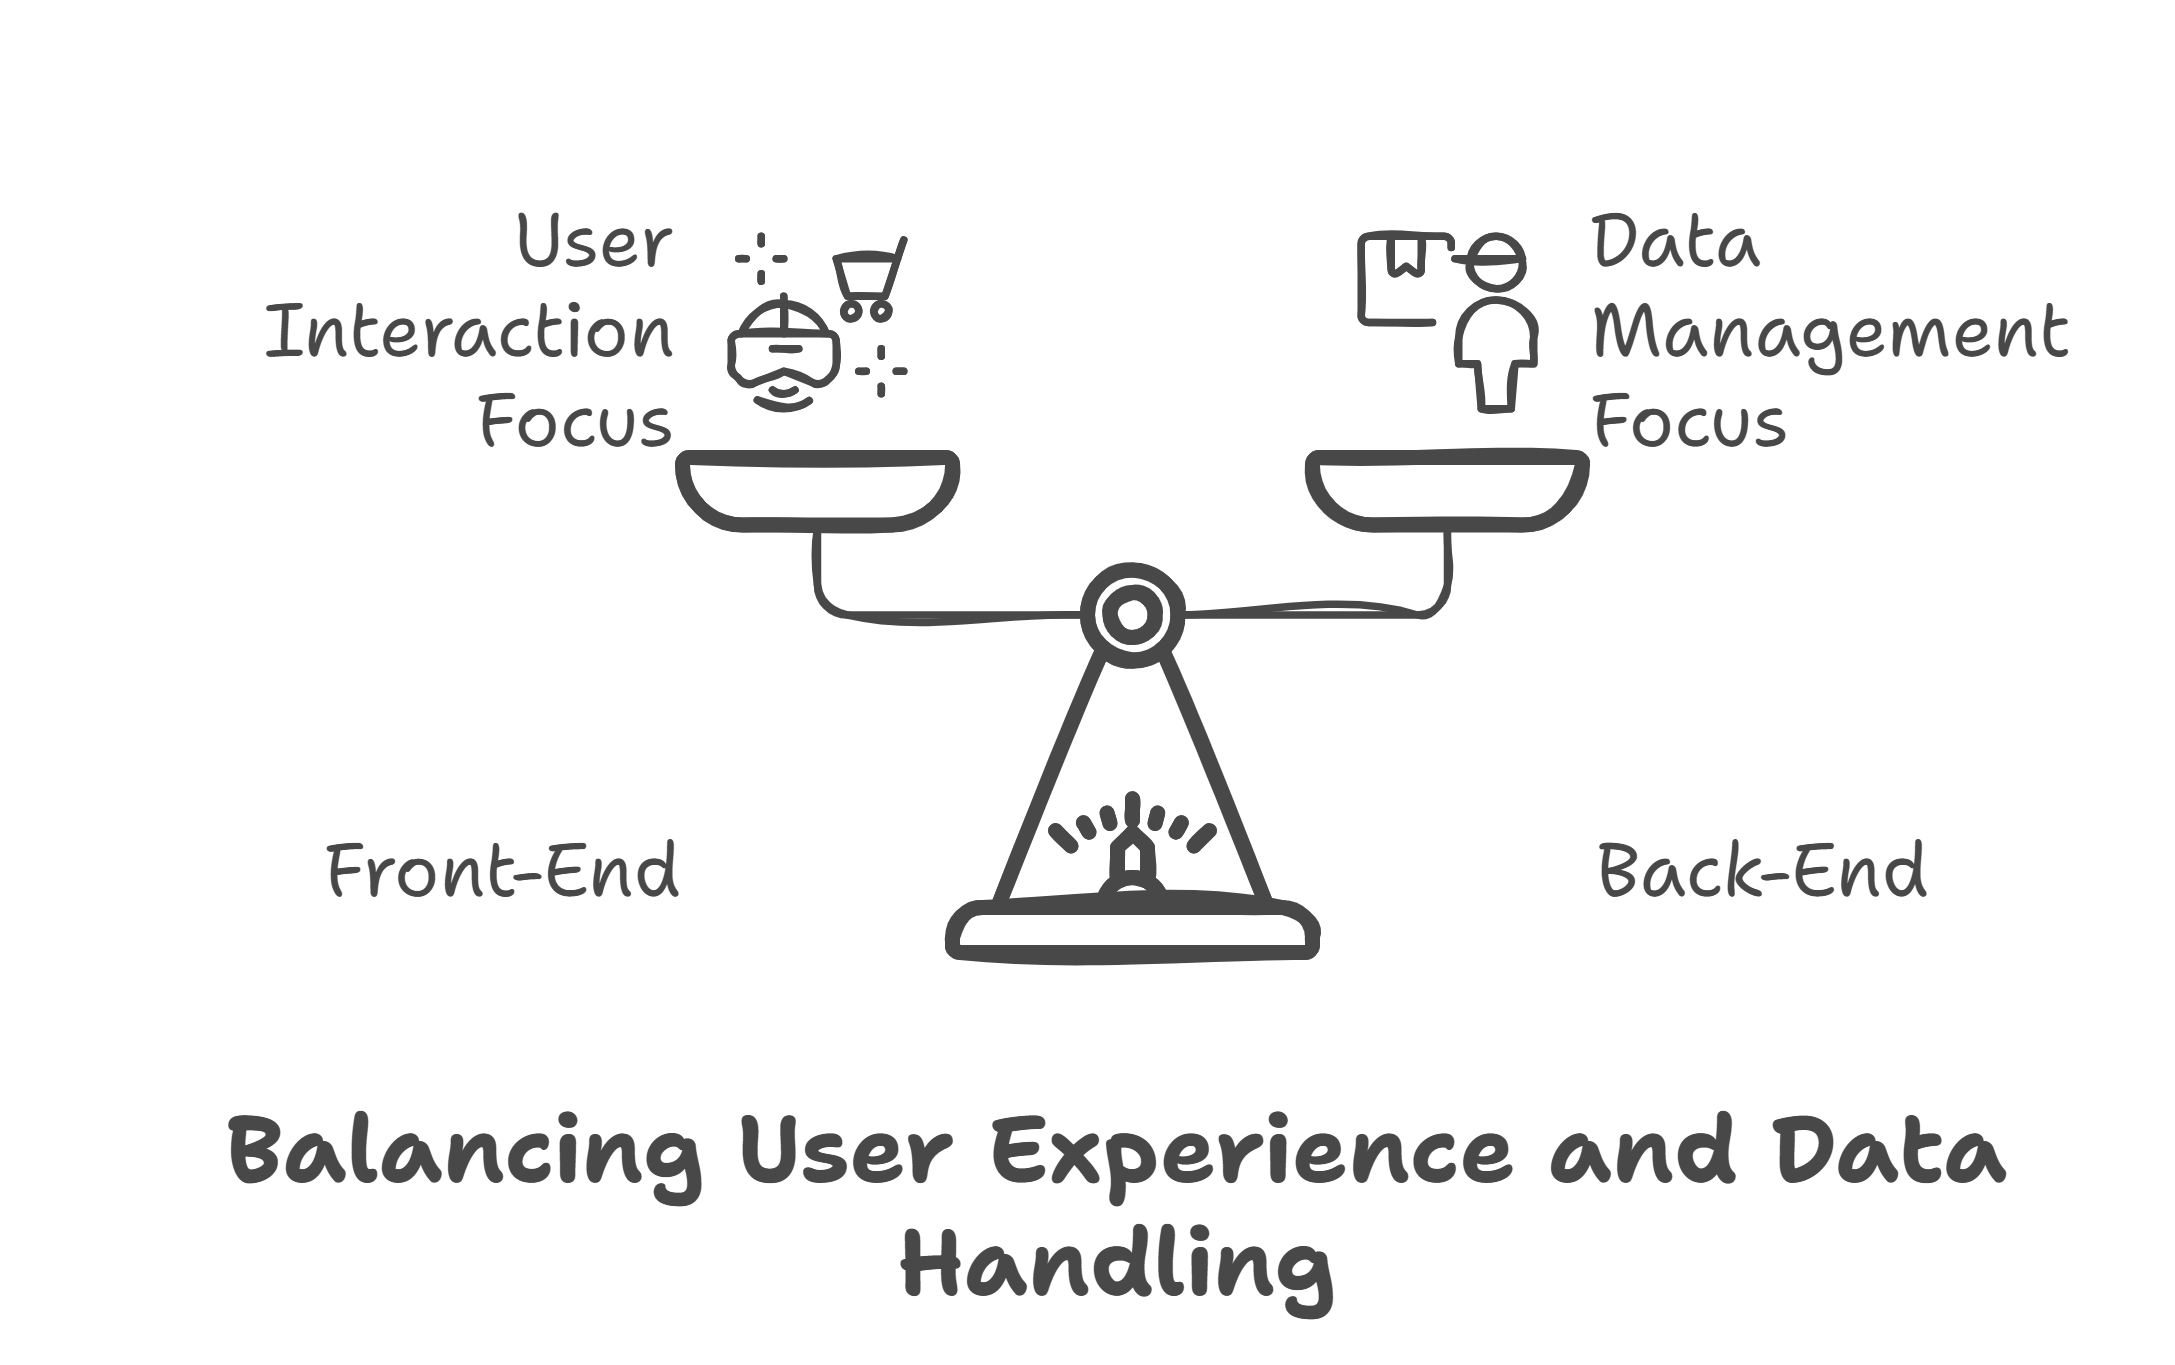 User
Interaction
Focus
Data
Management
Focus
Front-End
Back-End
Balancing User Experience and Data
Handling